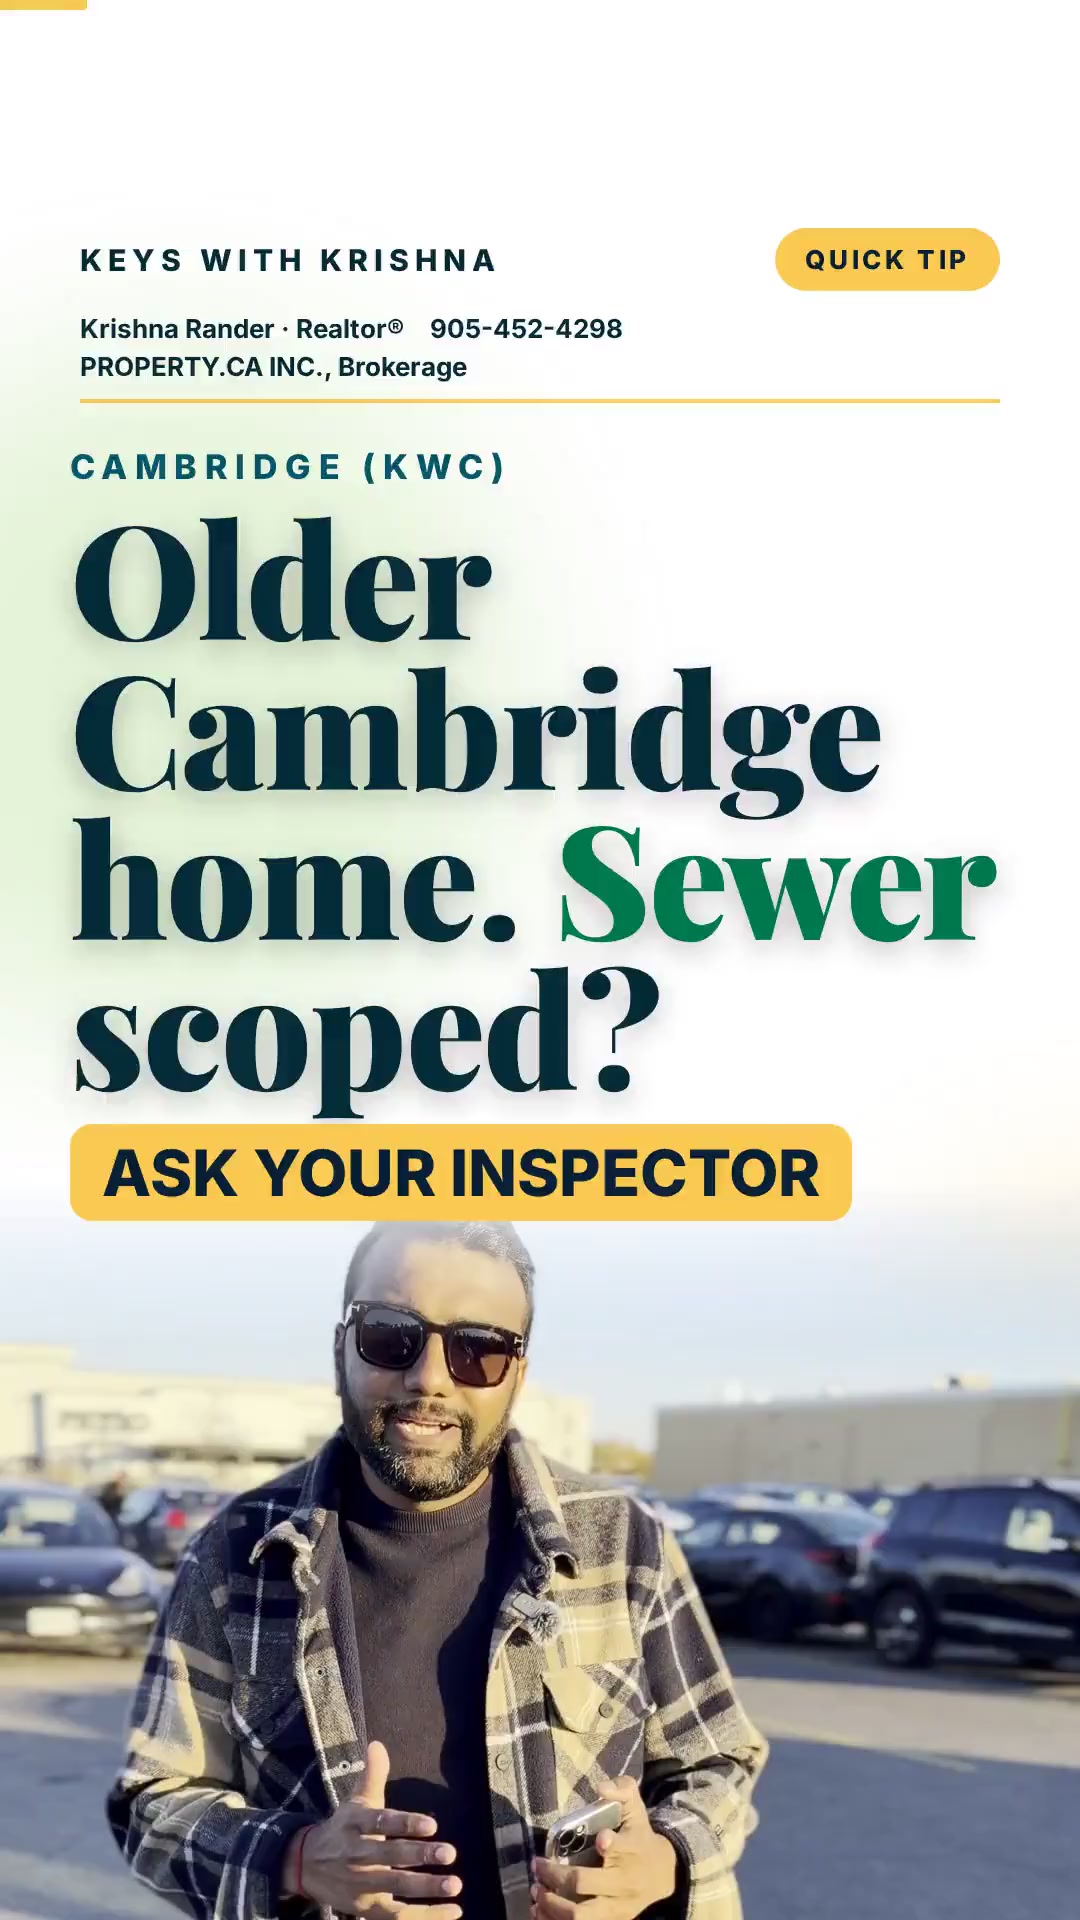 KEYS WITH KRISHNA
QUICK TIP
Krishna Rander · Realtor® 905-452-4298
PROPERTY.CA INC., Brokerage
CAMBRIDGE (KWC)
Older
Cambridge
home. Sewer
scoped?
ASK YOUR INSPECTOR